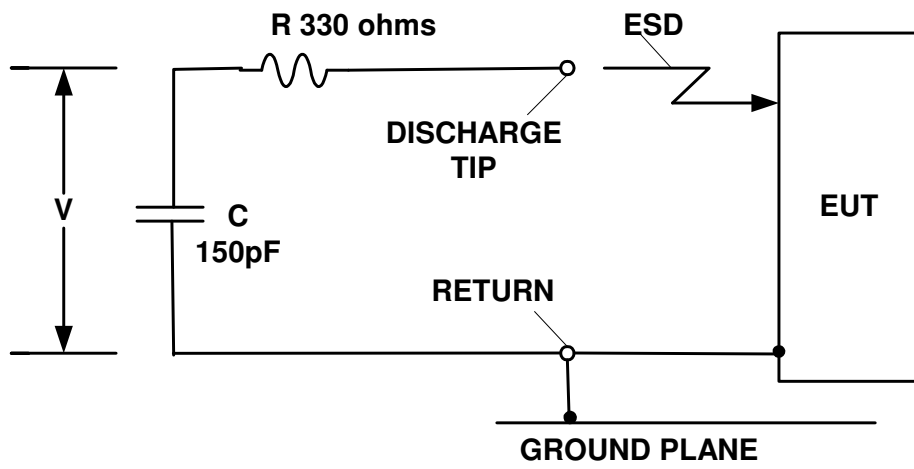 R 330 ohms
ESD
DISCHARGE
TIP
V
C
150pF
EUT
RETURN
GROUND PLANE